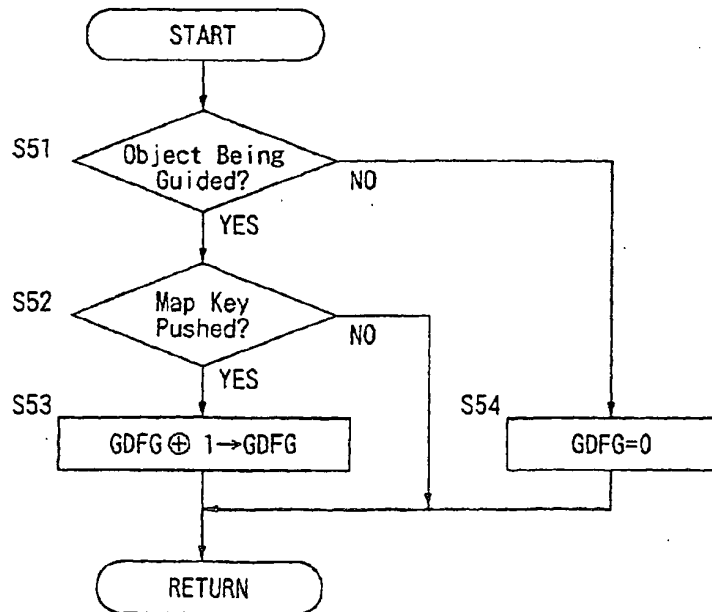 START
S51
Object Being
Guided?
NO
YES
S52
Map Key
Pushed?
NO
YES
S53
GDFG ⊕ 1→GDFG
S54
GDFG=0
RETURN